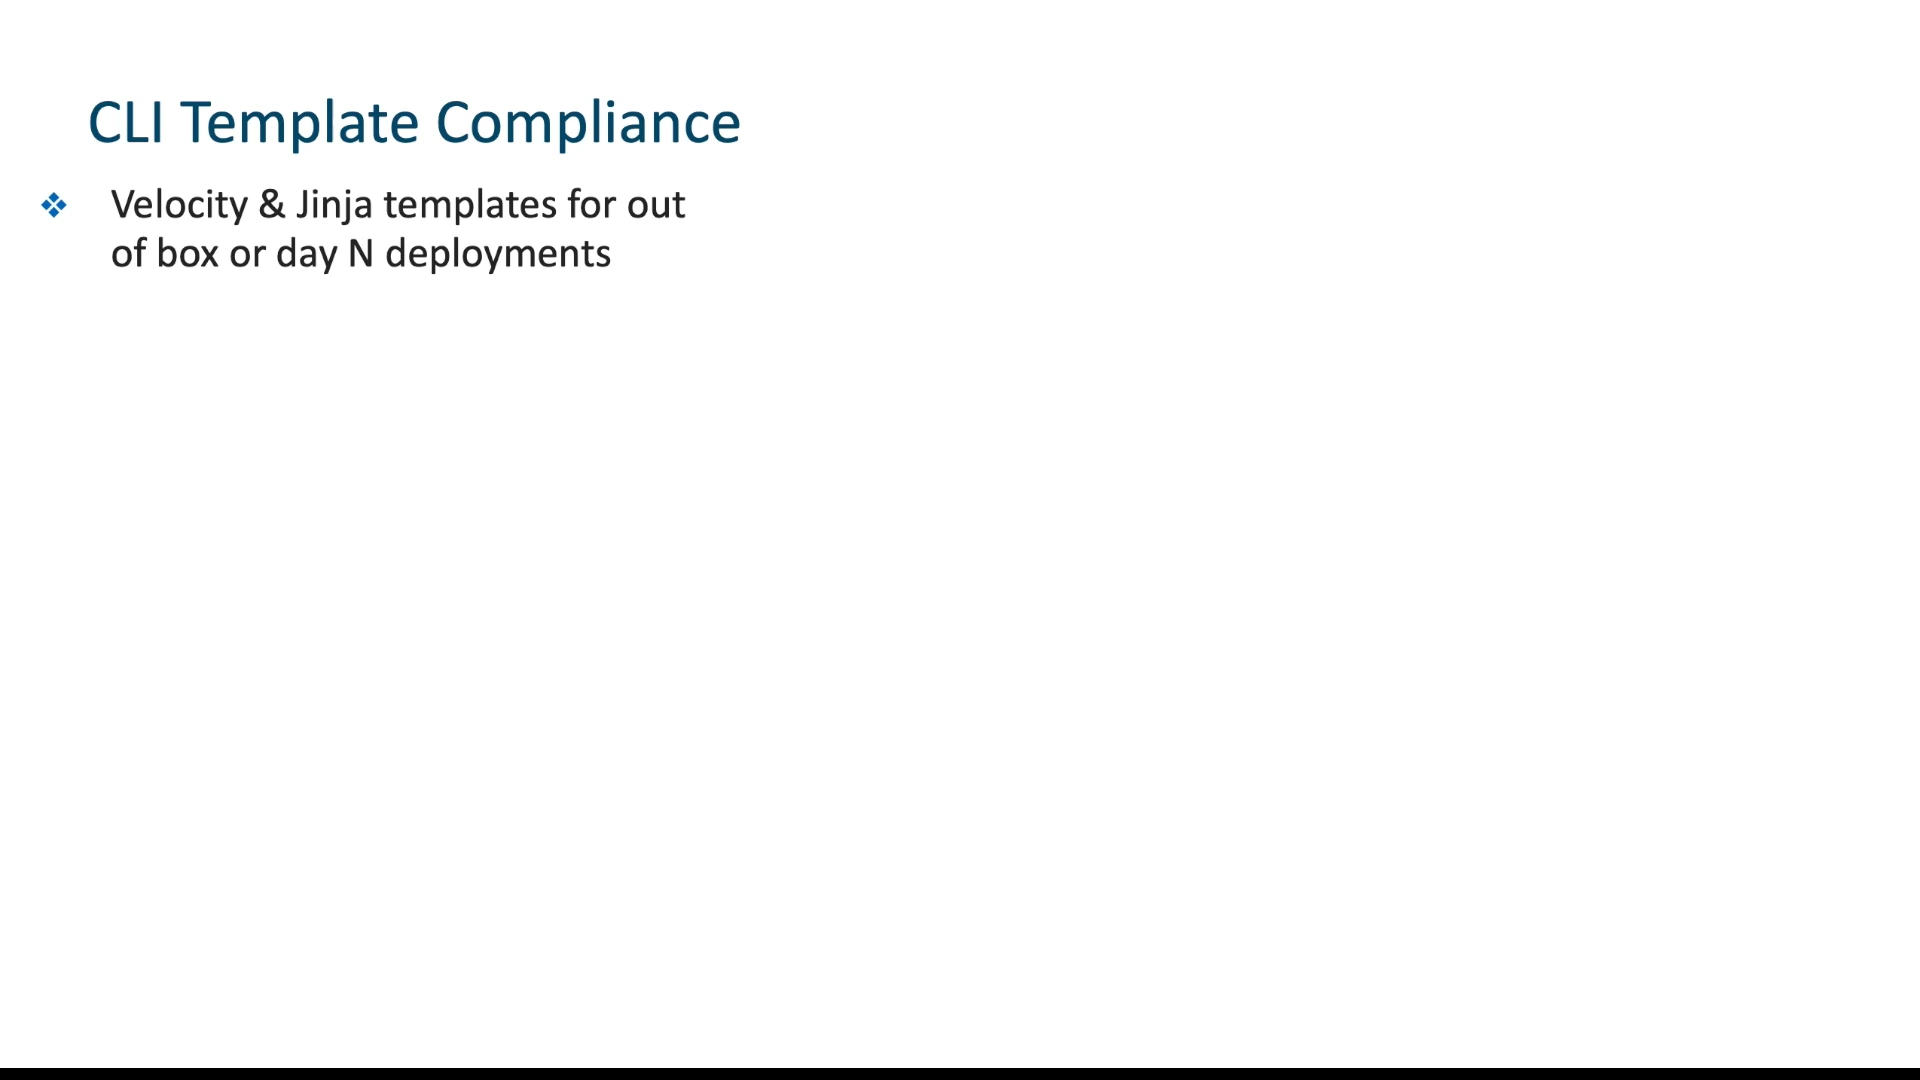 CLI Template Compliance
❖ Velocity & Jinja templates for out
of box or day N deployments